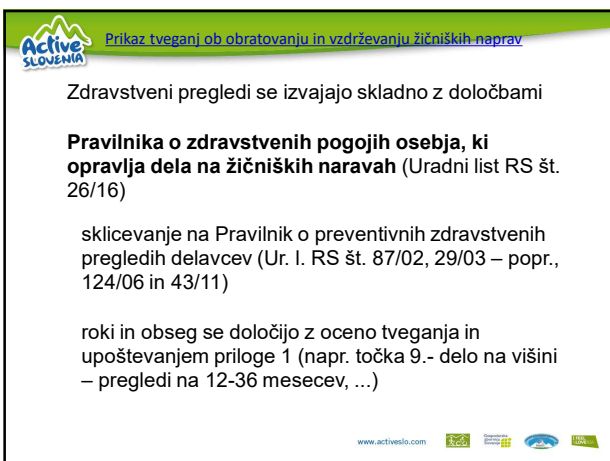 Active
SLOVENIA
Prikaz tveganj ob obratovanju in vzdrževanju žičniških naprav
Zdravstveni pregledi se izvajajo skladno z določbami
Pravilnika o zdravstvenih pogojih osebja, ki
opravlja dela na žičniških naravah (Uradni list RS št.
26/16)
sklicevanje na Pravilnik o preventivnih zdravstvenih
pregledih delavcev (Ur. l. RS št. 87/02, 29/03 – popr.,
124/06 in 43/11)
roki in obseg se določijo z oceno tveganja in
upoštevanjem priloge 1 (napr. točka 9.- delo na višini
– pregledi na 12-36 mesecev, ...)
www.activeslo.com